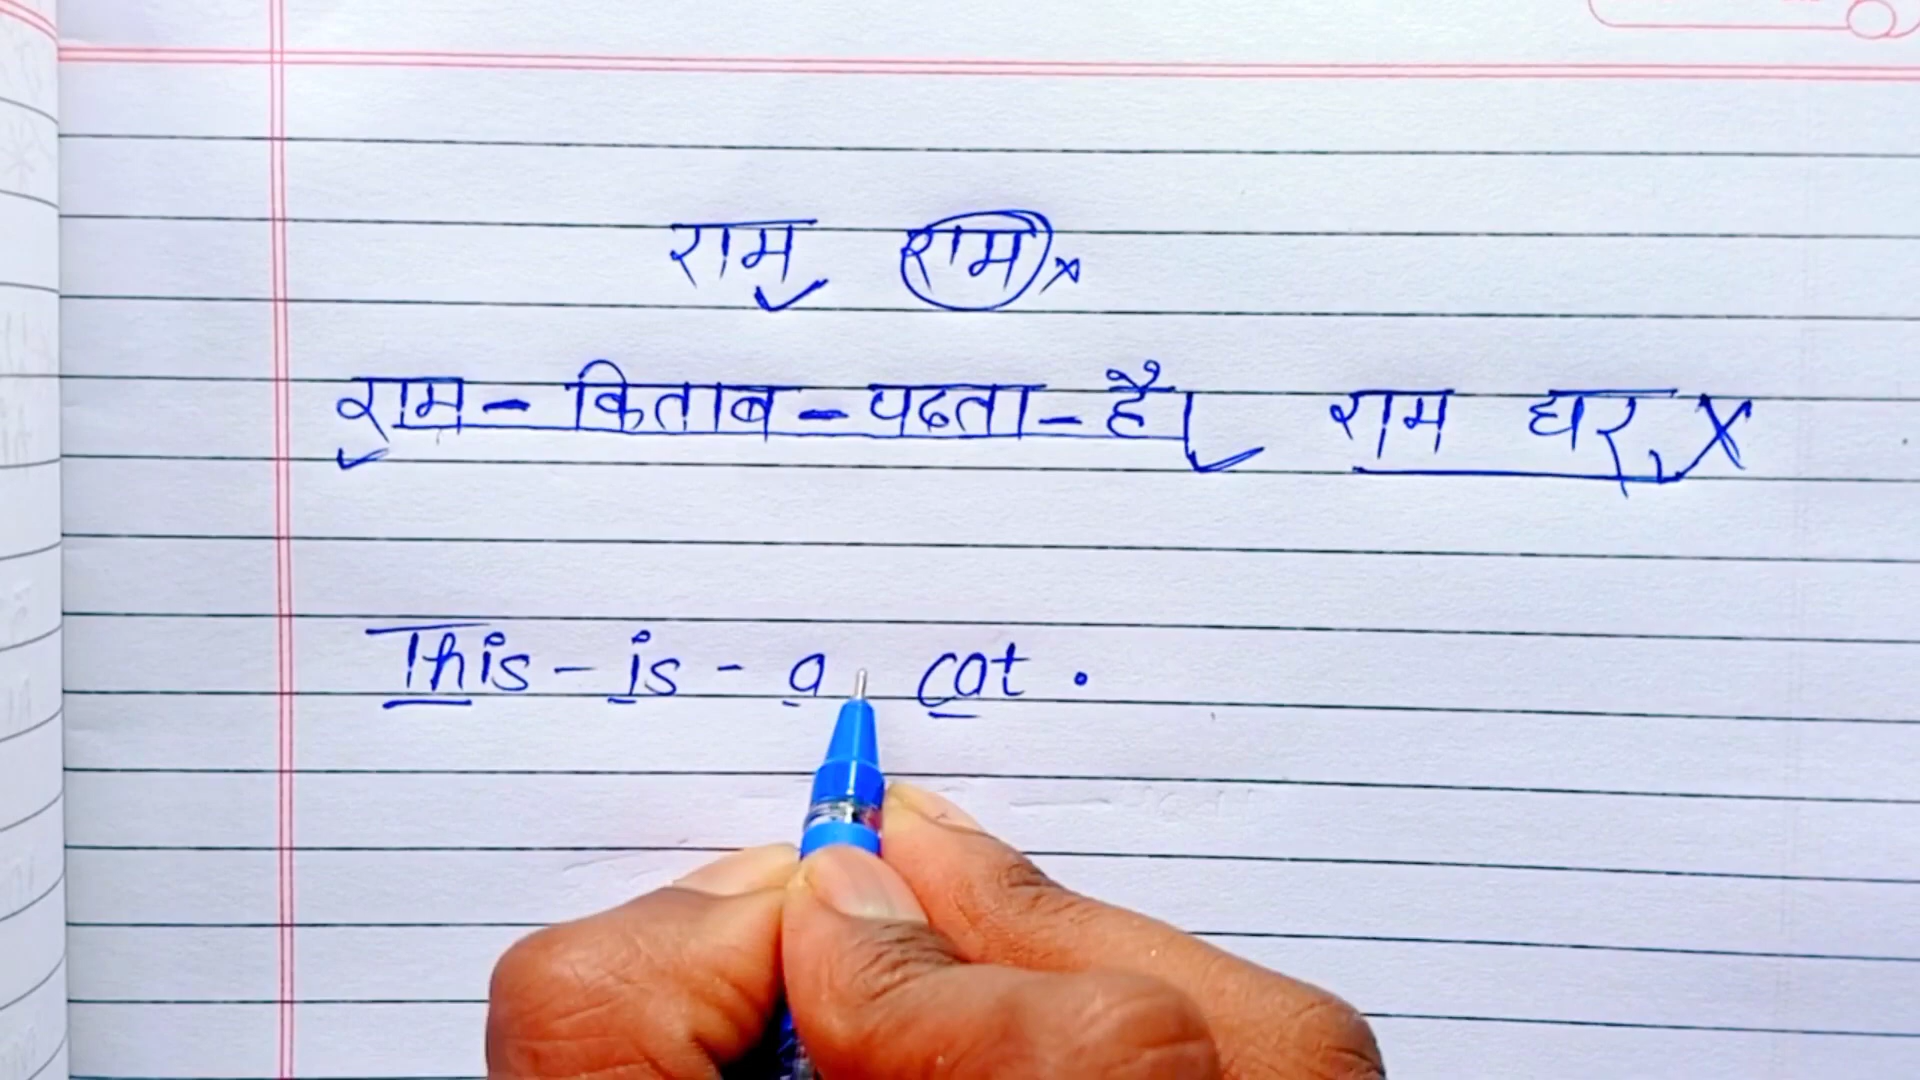 राम राम x
राम - किताब - पढता - है। राम घर X
This - is - a cat .